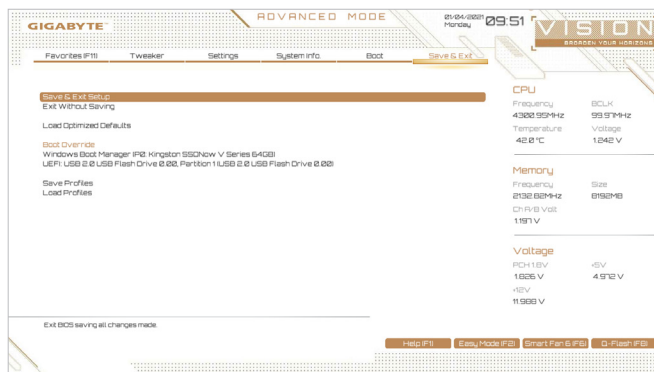 GIGABYTE
ADVANCED MODE
01/04/2021
Monday
09:51
VISION
BROADEN YOUR HORIZONS
Favorites (F11)
Tweaker
Settings
System Info.
Boot
Save & Exit
Save & Exit Setup
Exit Without Saving
Load Optimized Defaults
Boot Override
Windows Boot Manager (P0: Kingston SSDNow V Series 64GB)
UEFI: USB 2.0 USB Flash Drive 0.00, Partition 1 (USB 2.0 USB Flash Drive 0.00)
Save Profiles
Load Profiles
CPU
Frequency BCLK
4300.95MHz 99.97MHz
Temperature Voltage
42.0 °C 1.242 V
Memory
Frequency Size
2132.82MHz 8192MB
Ch A/B Volt
1.197 V
Voltage
PCH 1.8V +5V
1.826 V 4.972 V
+12V
11.988 V
Exit BIOS saving all changes made.
Help (F1)
Easy Mode (F2)
Smart Fan 6 (F6)
Q-Flash (F8)